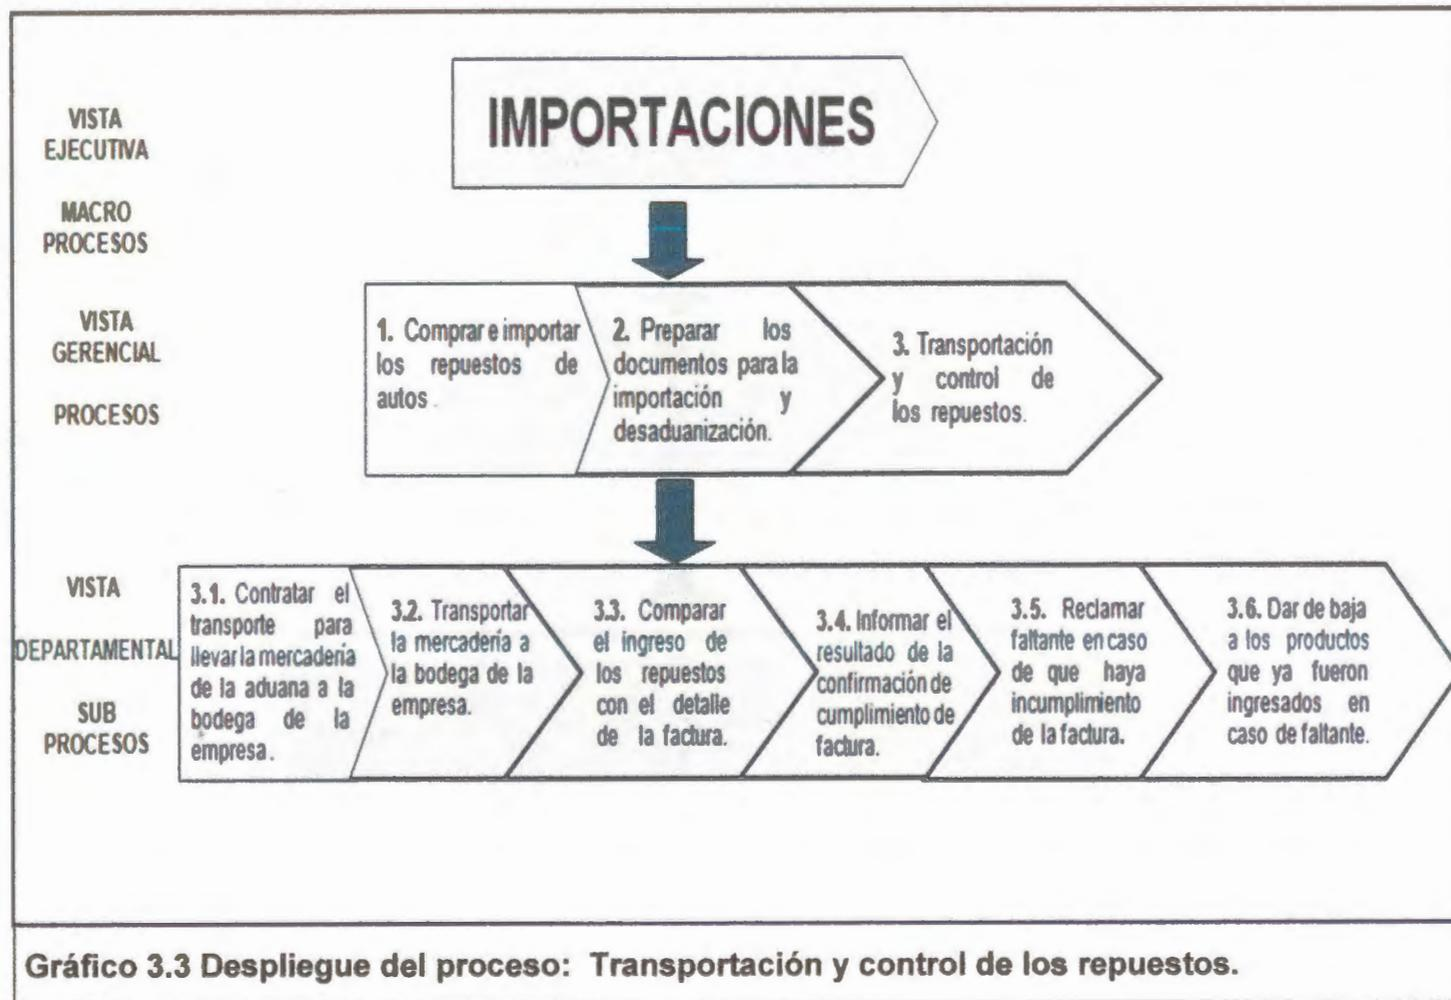 VISTA
EJECUTIVA
IMPORTACIONES
MACRO
PROCESOS
VISTA
GERENCIAL
PROCESOS
1. Comprar e importar
los repuestos de
autos.
2. Preparar los
documentos para la
importación y
desaduanización.
3. Transportación
y control de
los repuestos.
VISTA
DEPARTAMENTAL
SUB
PROCESOS
3.1. Contratar el
transporte para
llevar la mercadería
de la aduana a la
bodega de la
empresa.
3.2. Transportar
la mercadería a
la bodega de la
empresa.
3.3. Comparar
el ingreso de
los repuestos
con el detalle
de la factura.
3.4. Informar el
resultado de la
confirmación de
cumplimiento de
factura.
3.5. Reclamar
faltante en caso
de que haya
incumplimiento
de la factura.
3.6. Dar de baja
a los productos
que ya fueron
ingresados en
caso de faltante.
Gráfico 3.3 Despliegue del proceso: Transportación y control de los repuestos.